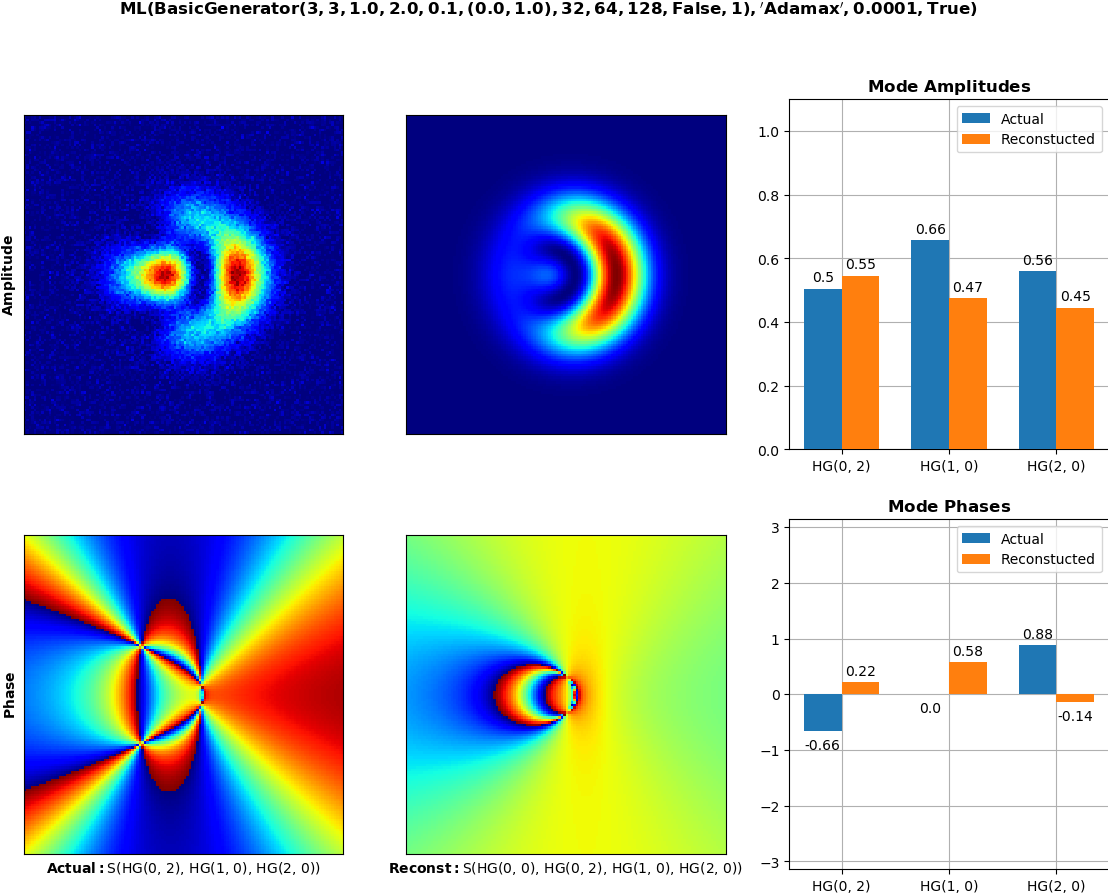 ML(BasicGenerator(3, 3, 1.0, 2.0, 0.1, (0.0, 1.0), 32, 64, 128, False, 1), ′Adamax′, 0.0001, True)
Amplitude
Mode Amplitudes
Actual
Reconstucted
1.0
0.8
0.6
0.4
0.2
0.0
0.5
0.55
0.66
0.47
0.56
0.45
HG(0, 2)
HG(1, 0)
HG(2, 0)
Phase
Actual: S(HG(0, 2), HG(1, 0), HG(2, 0))
Reconst: S(HG(0, 0), HG(0, 2), HG(1, 0), HG(2, 0))
Mode Phases
Actual
Reconstucted
3
2
1
0
−1
−2
−3
-0.66
0.22
0.0
0.58
0.88
-0.14
HG(0, 2)
HG(1, 0)
HG(2, 0)